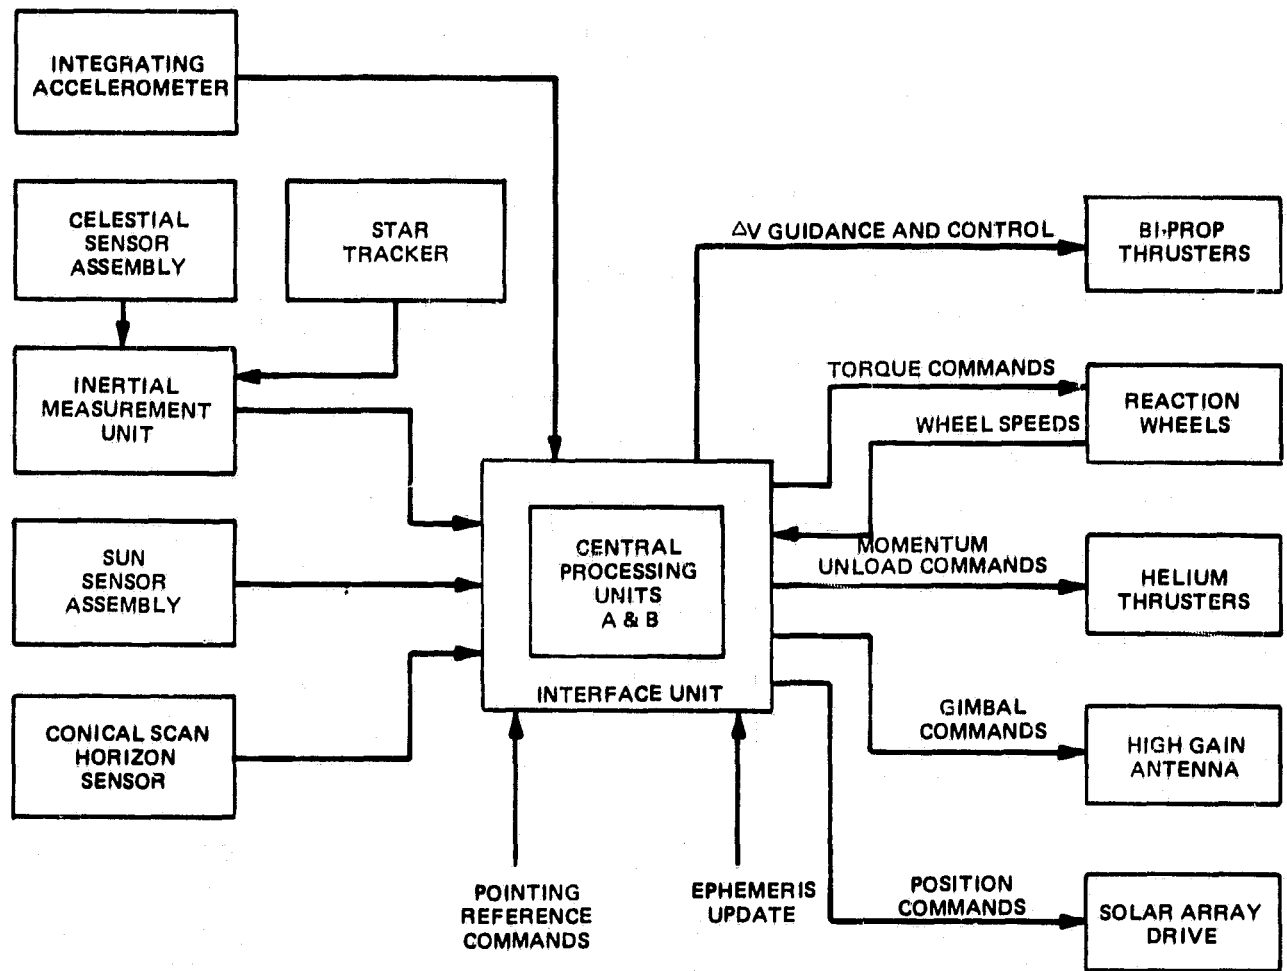 INTEGRATING
ACCELEROMETER
CELESTIAL
SENSOR
ASSEMBLY
STAR
TRACKER
INERTIAL
MEASUREMENT
UNIT
SUN
SENSOR
ASSEMBLY
CONICAL SCAN
HORIZON
SENSOR
CENTRAL
PROCESSING
UNITS
A & B
INTERFACE UNIT
POINTING
REFERENCE
COMMANDS
EPHEMERIS
UPDATE
ΔV GUIDANCE AND CONTROL
BI-PROP
THRUSTERS
TORQUE COMMANDS
WHEEL SPEEDS
REACTION
WHEELS
MOMENTUM
UNLOAD COMMANDS
HELIUM
THRUSTERS
GIMBAL
COMMANDS
HIGH GAIN
ANTENNA
POSITION
COMMANDS
SOLAR ARRAY
DRIVE